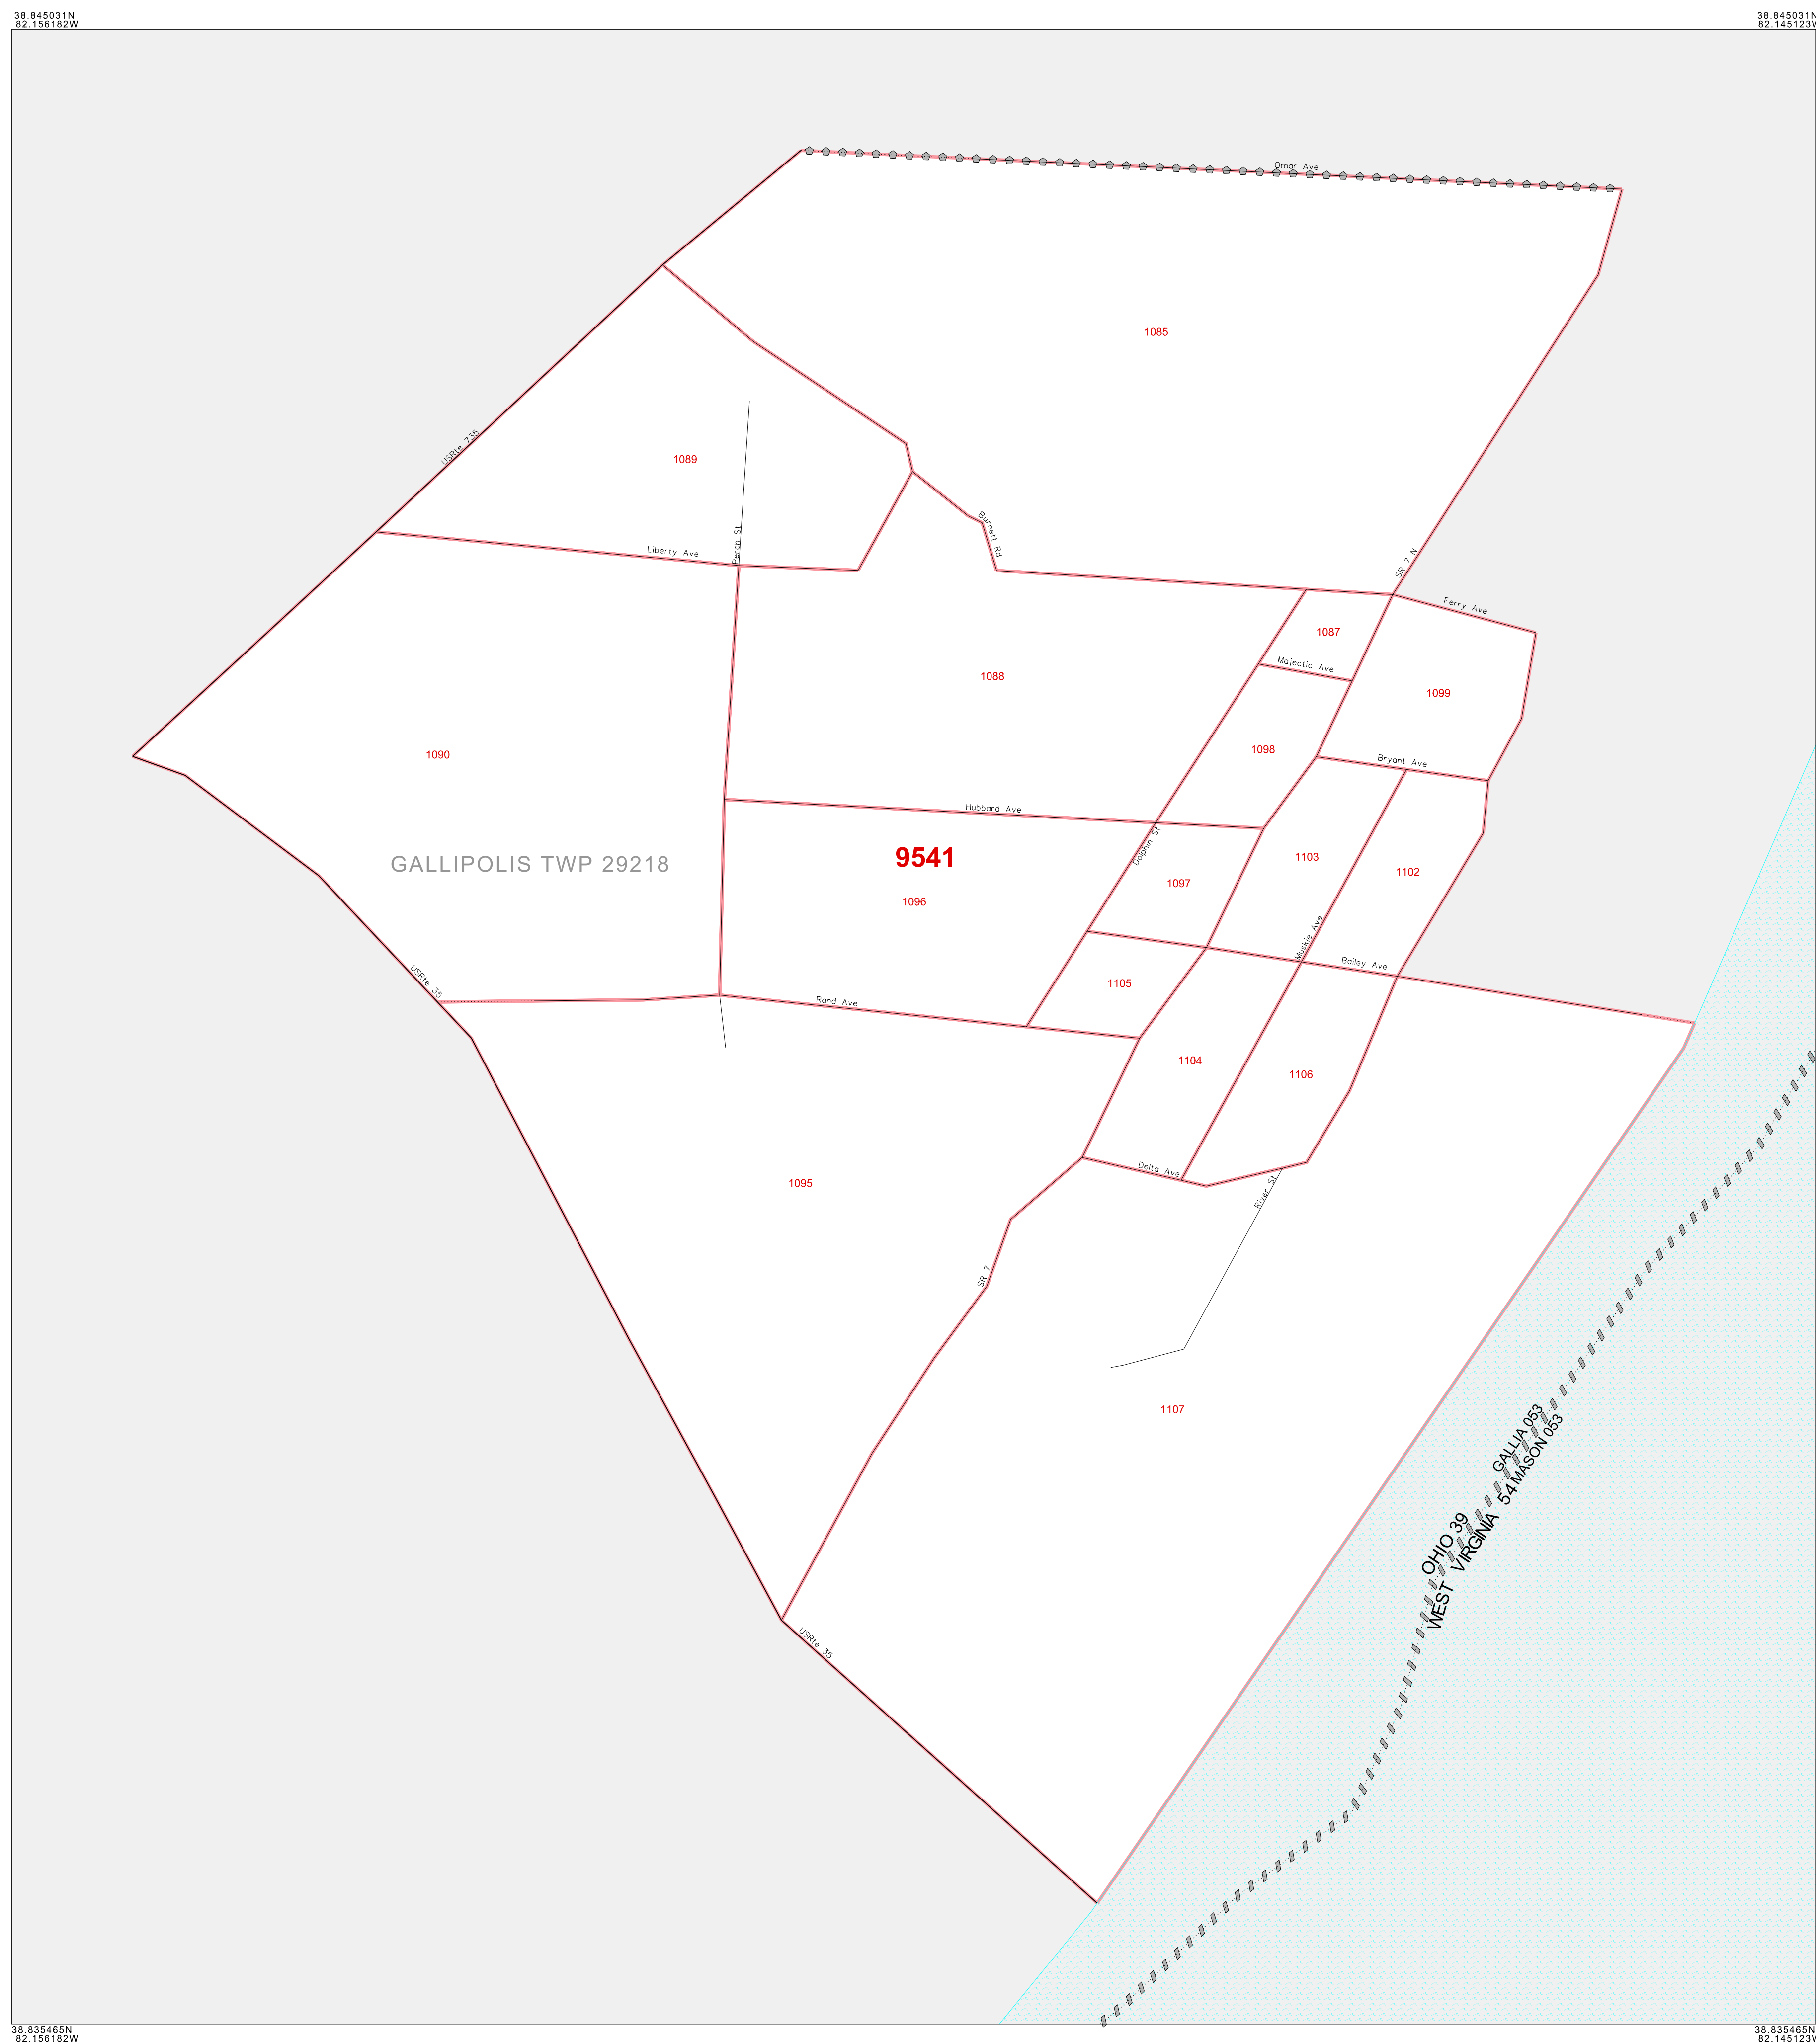 38.845031N
82.156182W
38.845031N
82.145123W
Omar Ave
1085
USRte 735
1089
Burnett Rd
Perch St
Liberty Ave
SR 7 N
Ferry Ave
1087
Majectic Ave
1088
1099
1098
1090
Bryant Ave
Hubbard Ave
Dolphin St
9541
GALLIPOLIS TWP 29218
1103
1102
1097
1096
Muskie Ave
Bailey Ave
USRte 35
1105
Rand Ave
1104
1106
Delta Ave
1095
River St
SR 7
1107
GALLIA 053
MASON 053
OHIO 39
WEST VIRGINIA 54
USRte 35
38.835465N
82.156182W
38.835465N
82.145123W